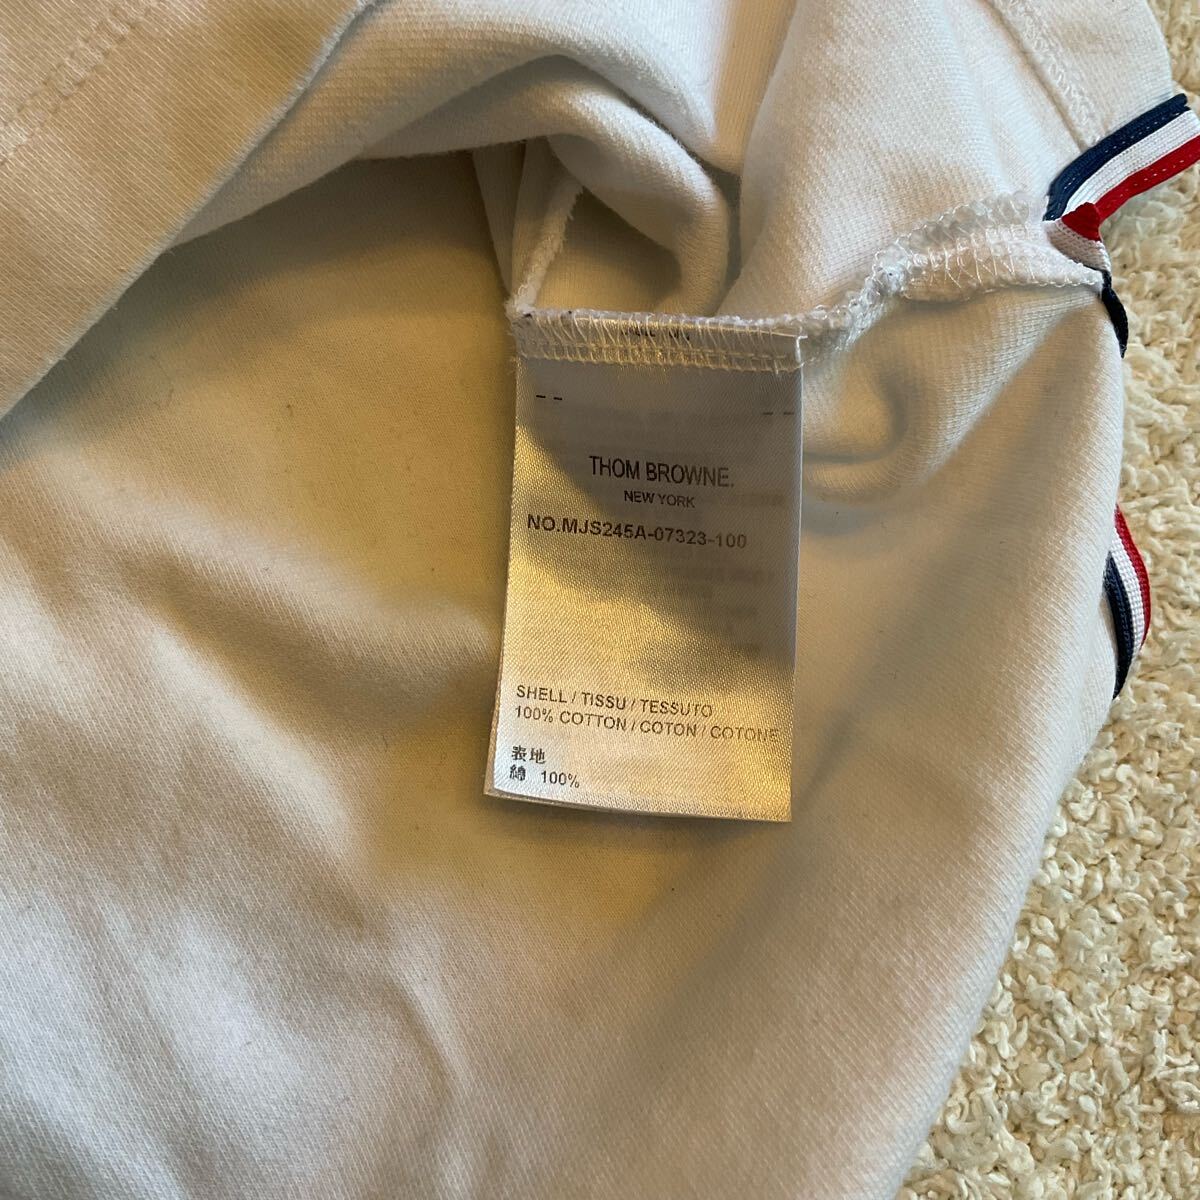 THOM BROWNE.
NEW YORK
NO.MJS245A-07323-100
SHELL / TISSU / TESSUTO
100% COTTON / COTON / COTONE
表地
綿 100%